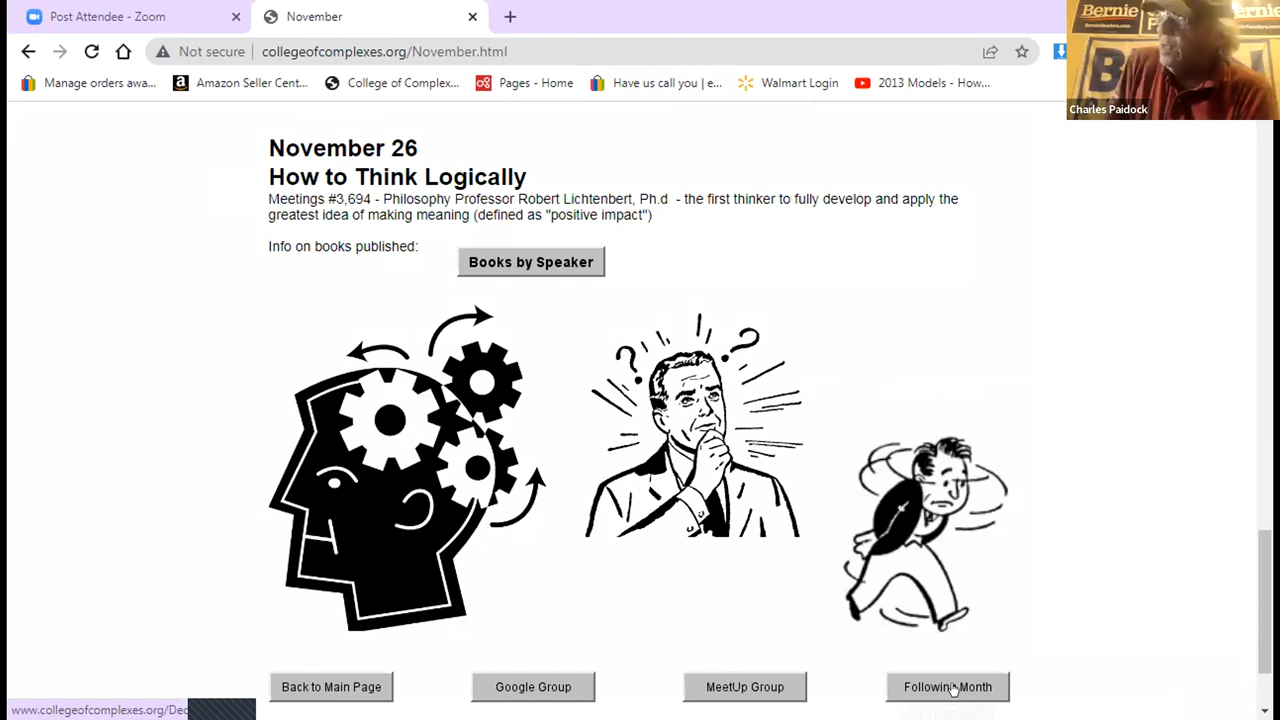 Post Attendee - Zoom
November
Not secure
collegeofcomplexes.org/November.html
Manage orders awa...
Amazon Seller Cent...
College of Complex...
Pages - Home
Have us call you | e...
Walmart Login
2013 Models - How...
Bernie
ernie
Charles Paidock
November 26
How to Think Logically
Meetings #3,694 - Philosophy Professor Robert Lichtenbert, Ph.d - the first thinker to fully develop and apply the
greatest idea of making meaning (defined as "positive impact")
Info on books published:
Books by Speaker
? ?
Back to Main Page
Google Group
MeetUp Group
Following Month
www.collegeofcomplexes.org/Dec